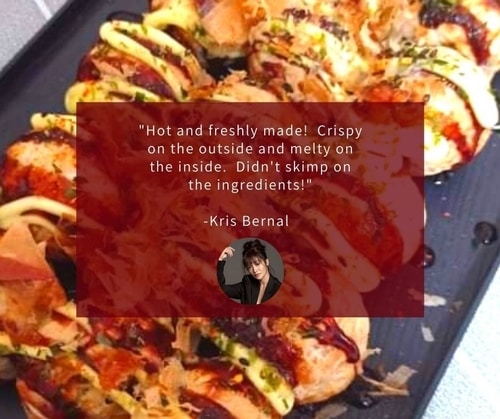 "Hot and freshly made!  Crispy
on the outside and melty on
the inside.  Didn't skimp on
the ingredients!"
-Kris Bernal